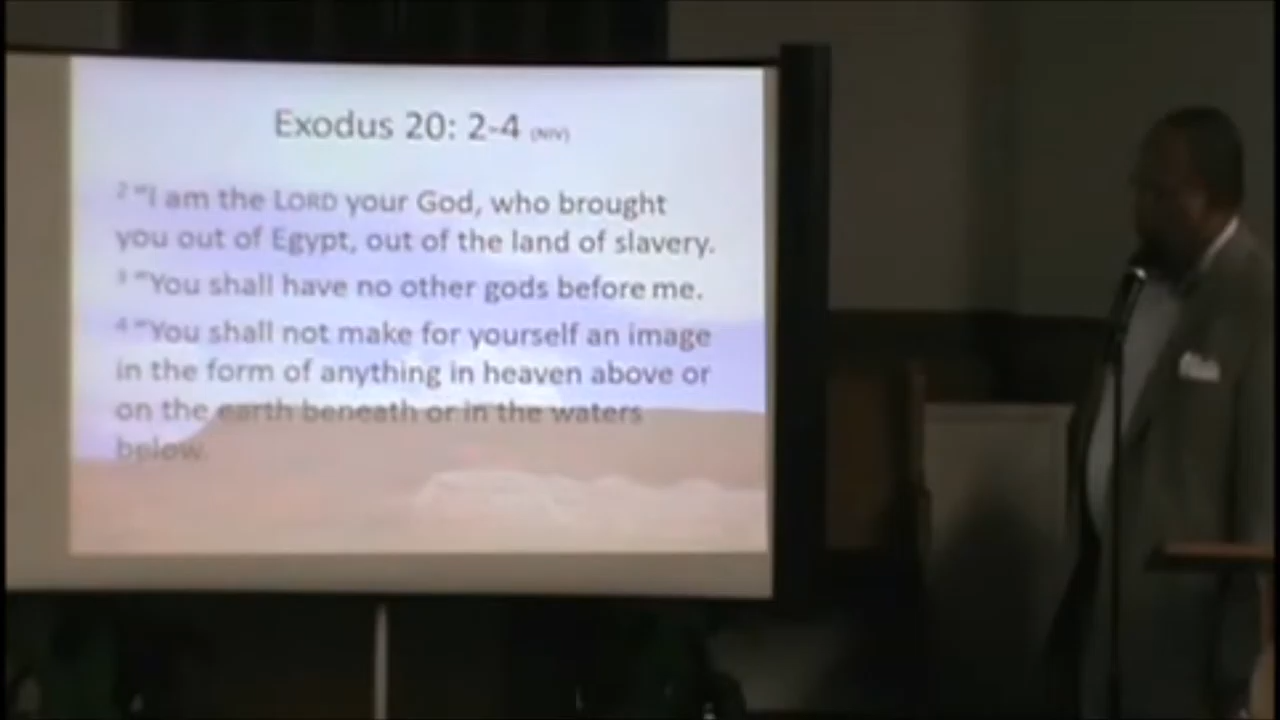 Exodus 20: 2-4 (NIV)
2 "I am the LORD your God, who brought
you out of Egypt, out of the land of slavery.
3 "You shall have no other gods before me.
4 "You shall not make for yourself an image
in the form of anything in heaven above or
on the earth beneath or in the waters
below.